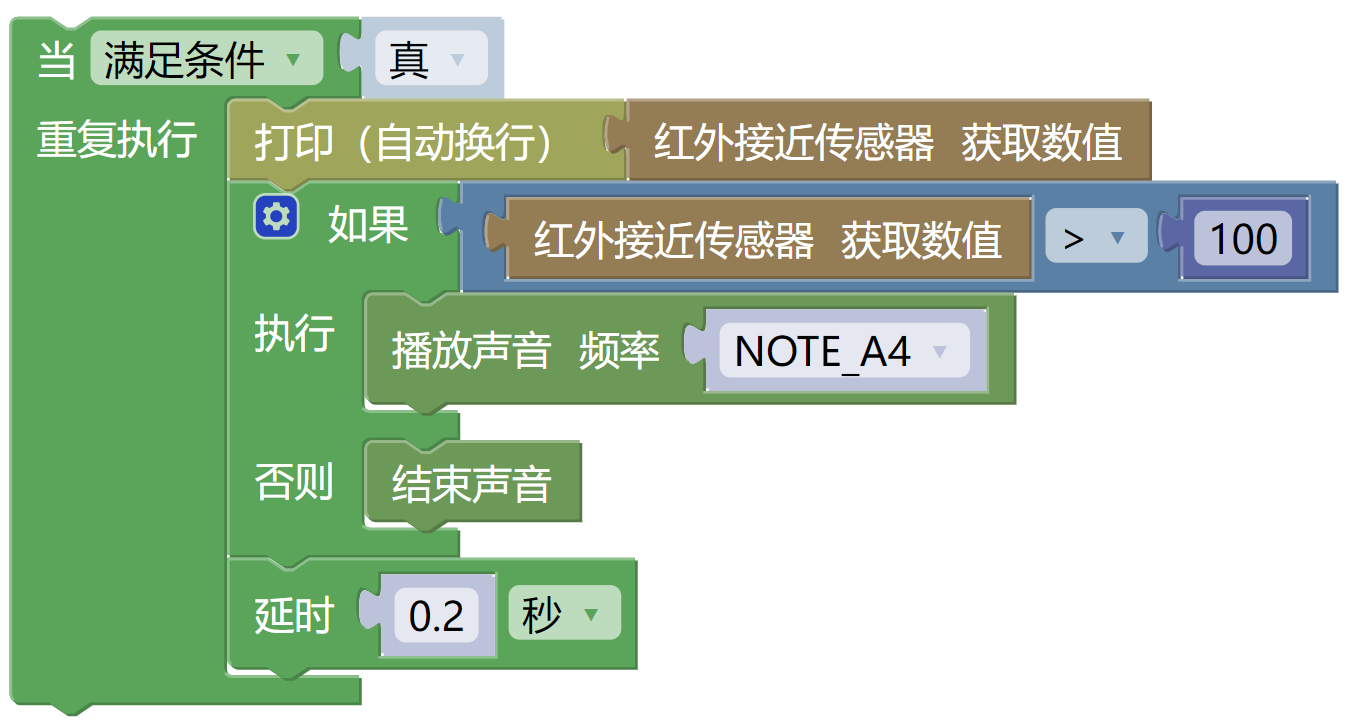 当 满足条件 真
重复执行 打印（自动换行） 红外接近传感器 获取数值
如果 红外接近传感器 获取数值 > 100
执行 播放声音 频率 NOTE_A4
否则 结束声音
延时 0.2 秒